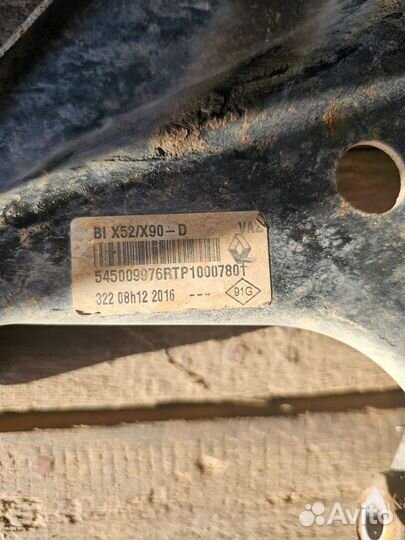 BI X52/X90-D VAZ
545009976RTP10007801
322 08h12 2016 ---
91G
Avito